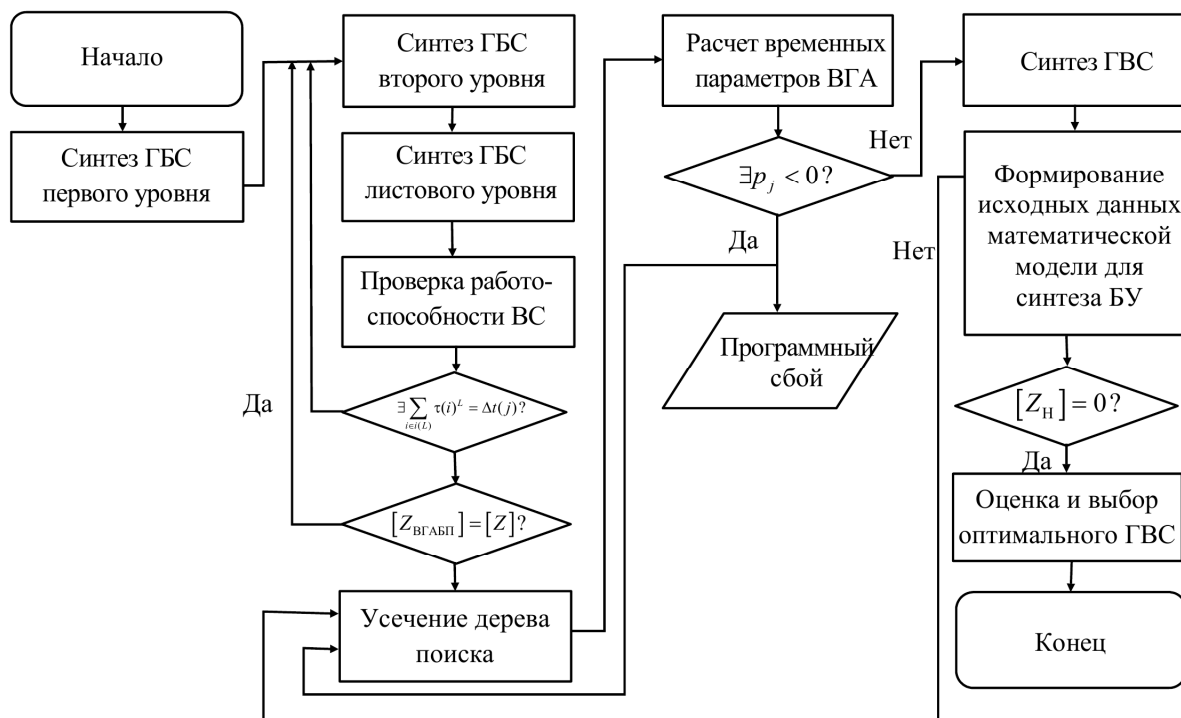 Начало
Синтез ГБС
первого уровня
Синтез ГБС
второго уровня
Синтез ГБС
листового уровня
Проверка работо-
способности ВС
∃ ∑ τ(i)^L = Δt(j)?
i∈i(L)
Да
[Z_ВГАБП] = [Z]?
Усечение дерева
поиска
Расчет временных
параметров ВГА
∃p_j < 0?
Нет
Да
Программный
сбой
Синтез ГВС
Формирование
исходных данных
математической
модели для
синтеза БУ
Нет
[Z_Н] = 0?
Да
Оценка и выбор
оптимального ГВС
Конец